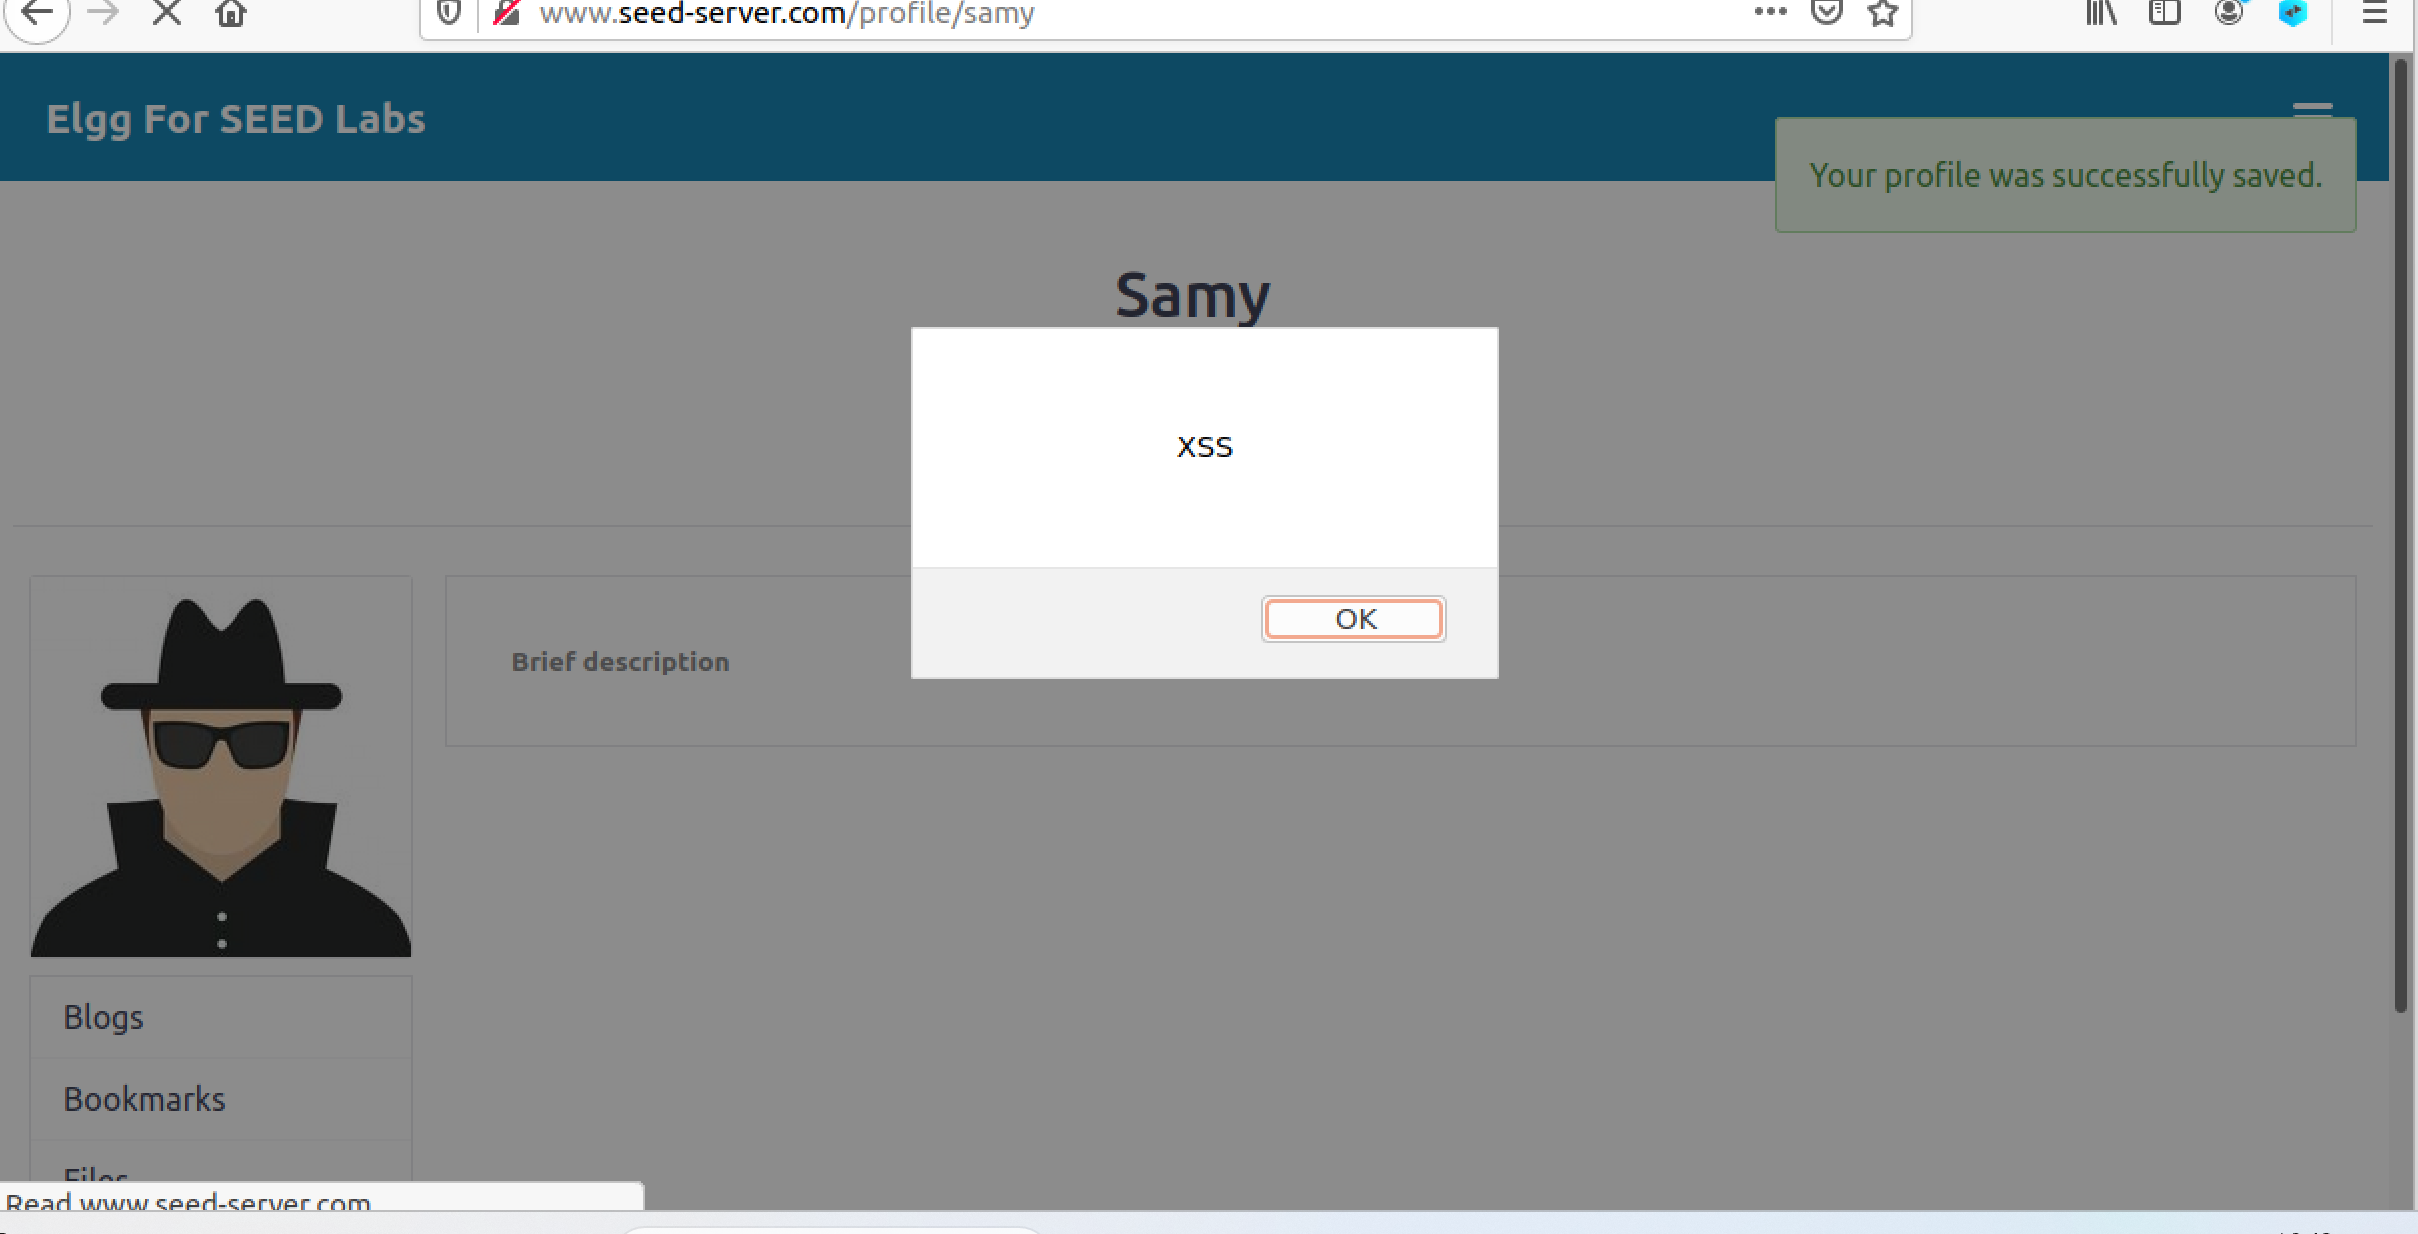 www.seed-server.com/profile/samy
Elgg For SEED Labs
Your profile was successfully saved.
Samy
XSS
OK
Brief description
Blogs
Bookmarks
Files
Read www.seed-server.com